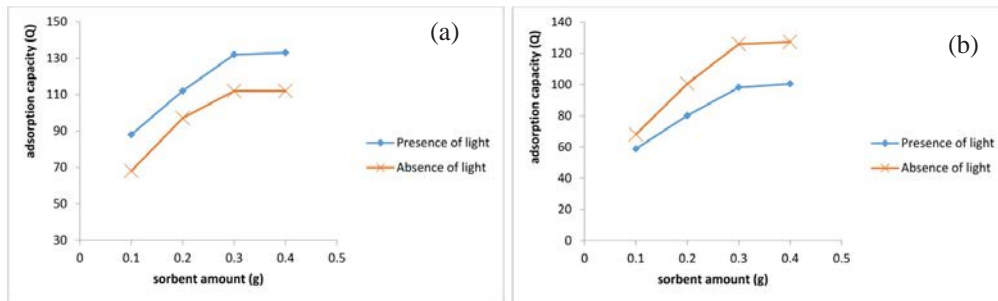 (a)
adsorption capacity (Q)
150
130
110
90
70
50
30
0
0.1
0.2
0.3
0.4
0.5
sorbent amount (g)
Presence of light
Absence of light
(b)
adsorption capacity (Q)
140
120
100
80
60
40
20
0
0
0.1
0.2
0.3
0.4
0.5
sorbent amount (g)
Presence of light
Absence of light